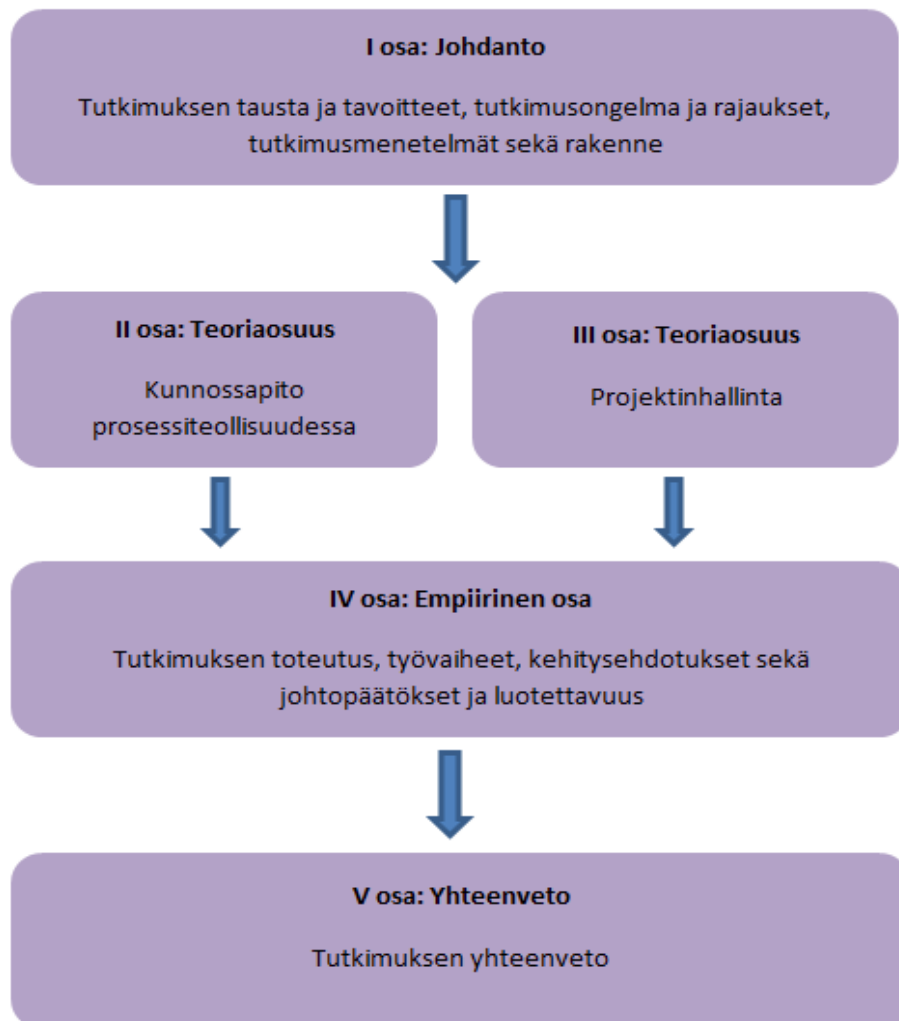 I osa: Johdanto
Tutkimuksen tausta ja tavoitteet, tutkimusongelma ja rajaukset,
tutkimusmenetelmät sekä rakenne
II osa: Teoriaosuus
Kunnossapito
prosessiteollisuudessa
III osa: Teoriaosuus
Projektinhallinta
IV osa: Empiirinen osa
Tutkimuksen toteutus, työvaiheet, kehitysehdotukset sekä
johtopäätökset ja luotettavuus
V osa: Yhteenveto
Tutkimuksen yhteenveto